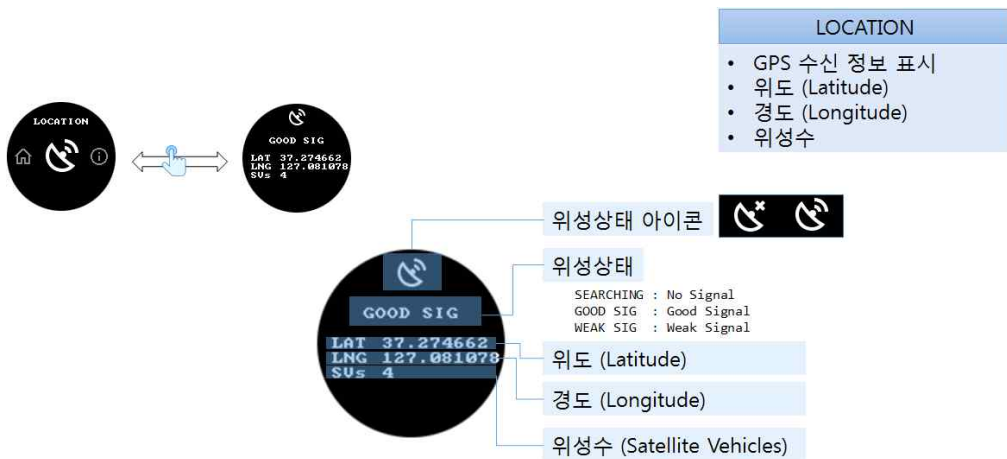 LOCATION
• GPS 수신 정보 표시
• 위도 (Latitude)
• 경도 (Longitude)
• 위성수
LOCATION
GOOD SIG
LAT 37.274662
LNG 127.081078
SVs 4
위성상태 아이콘
위성상태
SEARCHING : No Signal
GOOD SIG : Good Signal
WEAK SIG : Weak Signal
GOOD SIG
LAT 37.274662
LNG 127.081078
SVs 4
위도 (Latitude)
경도 (Longitude)
위성수 (Satellite Vehicles)